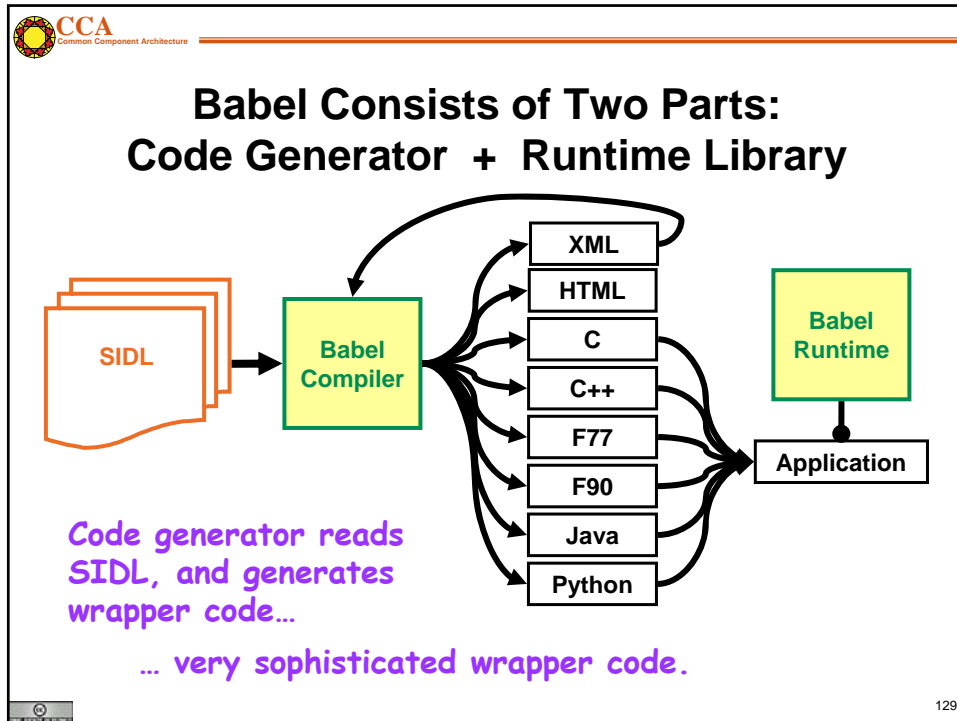 CCA
Common Component Architecture
Babel Consists of Two Parts:
Code Generator + Runtime Library
SIDL
Babel
Compiler
XML
HTML
C
C++
F77
F90
Java
Python
Babel
Runtime
Application
Code generator reads
SIDL, and generates
wrapper code…
… very sophisticated wrapper code.
129